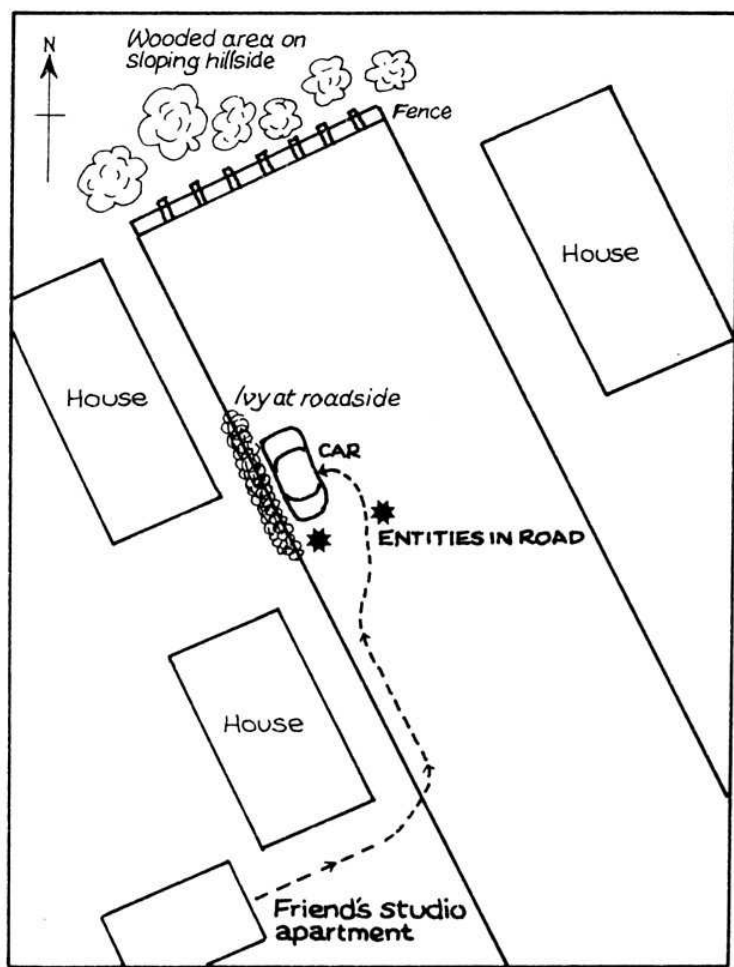 N
Wooded area on
sloping hillside
Fence
House
House
Ivy at roadside
CAR
ENTITIES IN ROAD
House
Friend's studio
apartment